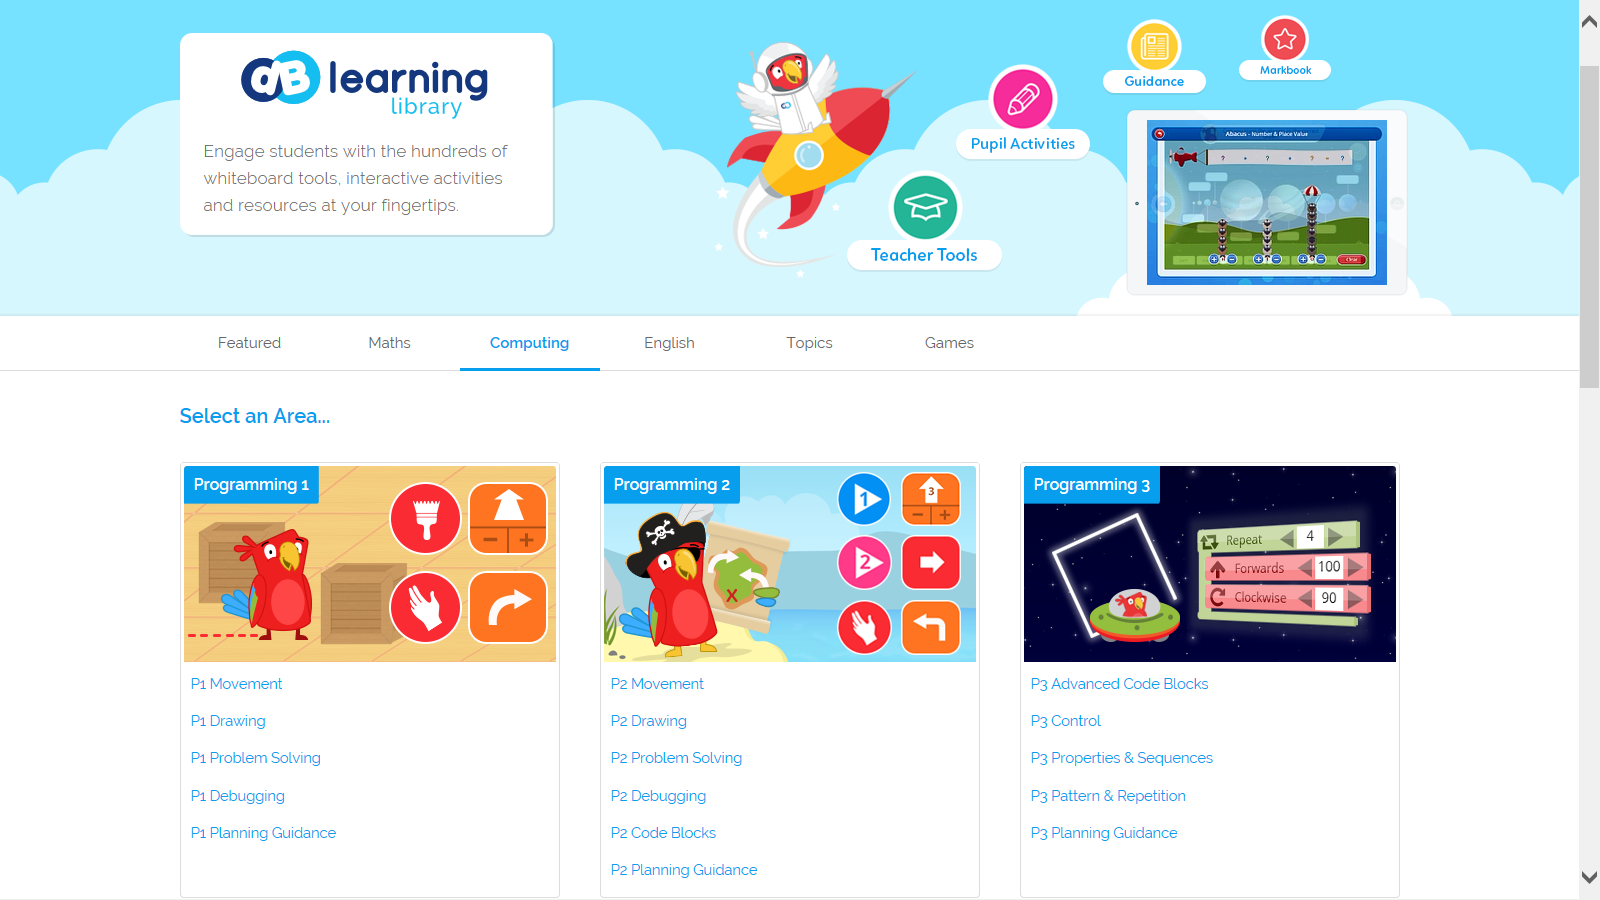 learning
library
Engage students with the hundreds of
whiteboard tools, interactive activities
and resources at your fingertips.
Guidance
Markbook
Pupil Activities
Teacher Tools
Abacus - Number & Place Value
? • ? • ? = ?
Clear
Featured Maths Computing English Topics Games
Select an Area...
Programming 1
P1 Movement
P1 Drawing
P1 Problem Solving
P1 Debugging
P1 Planning Guidance
Programming 2
1
3
2
X
P2 Movement
P2 Drawing
P2 Problem Solving
P2 Debugging
P2 Code Blocks
P2 Planning Guidance
Programming 3
Repeat 4
Forwards 100
Clockwise 90
P3 Advanced Code Blocks
P3 Control
P3 Properties & Sequences
P3 Pattern & Repetition
P3 Planning Guidance